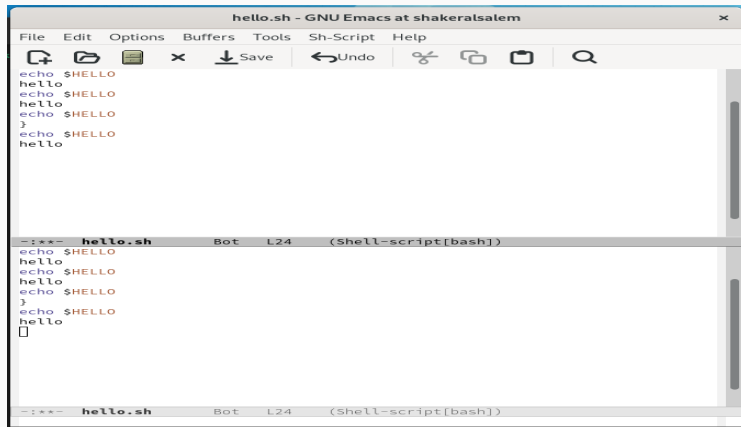 hello.sh - GNU Emacs at shakeralsalem
File Edit Options Buffers Tools Sh-Script Help
Save Undo
echo $HELLO
hello
echo $HELLO
hello
echo $HELLO
}
echo $HELLO
hello
-:**- hello.sh Bot L24 (Shell-script[bash])
echo $HELLO
hello
echo $HELLO
hello
echo $HELLO
}
echo $HELLO
hello
-:**- hello.sh Bot L24 (Shell-script[bash])